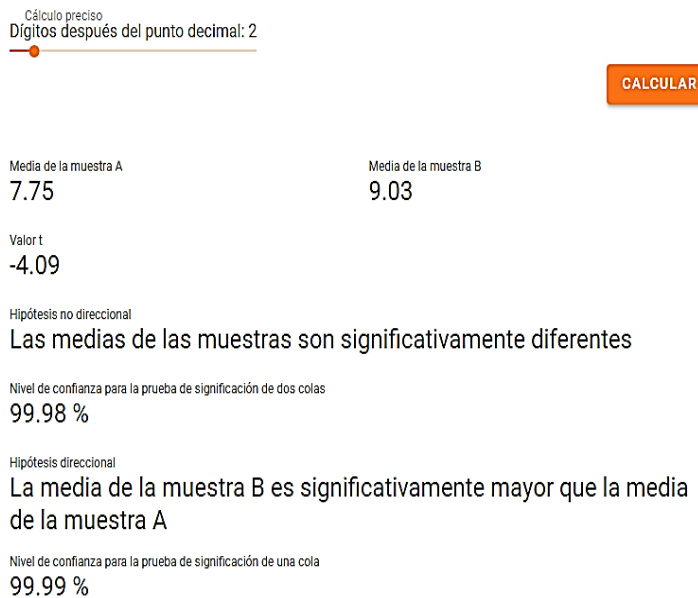 Cálculo preciso
Dígitos después del punto decimal: 2
CALCULAR
Media de la muestra A
7.75
Media de la muestra B
9.03
Valor t
-4.09
Hipótesis no direccional
Las medias de las muestras son significativamente diferentes
Nivel de confianza para la prueba de significación de dos colas
99.98 %
Hipótesis direccional
La media de la muestra B es significativamente mayor que la media
de la muestra A
Nivel de confianza para la prueba de significación de una cola
99.99 %